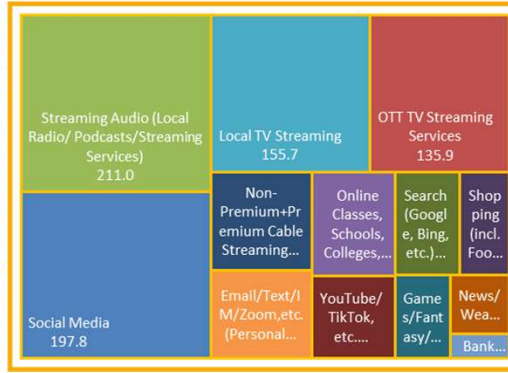 Streaming Audio (Local
Radio/ Podcasts/Streaming
Services)
211.0
Social Media
197.8
Local TV Streaming
155.7
OTT TV Streaming
Services
135.9
Non-
Premium+Pr
emium Cable
Streaming...
Online
Classes,
Schools,
Colleges,...
Search
(Googl
e, Bing,
etc.)...
Shop
ping
(incl.
Foo...
Email/Text/I
M/Zoom,etc.
(Personal...
YouTube/
TikTok,
etc....
Game
s/Fant
asy/...
News/
Wea...
Bank...